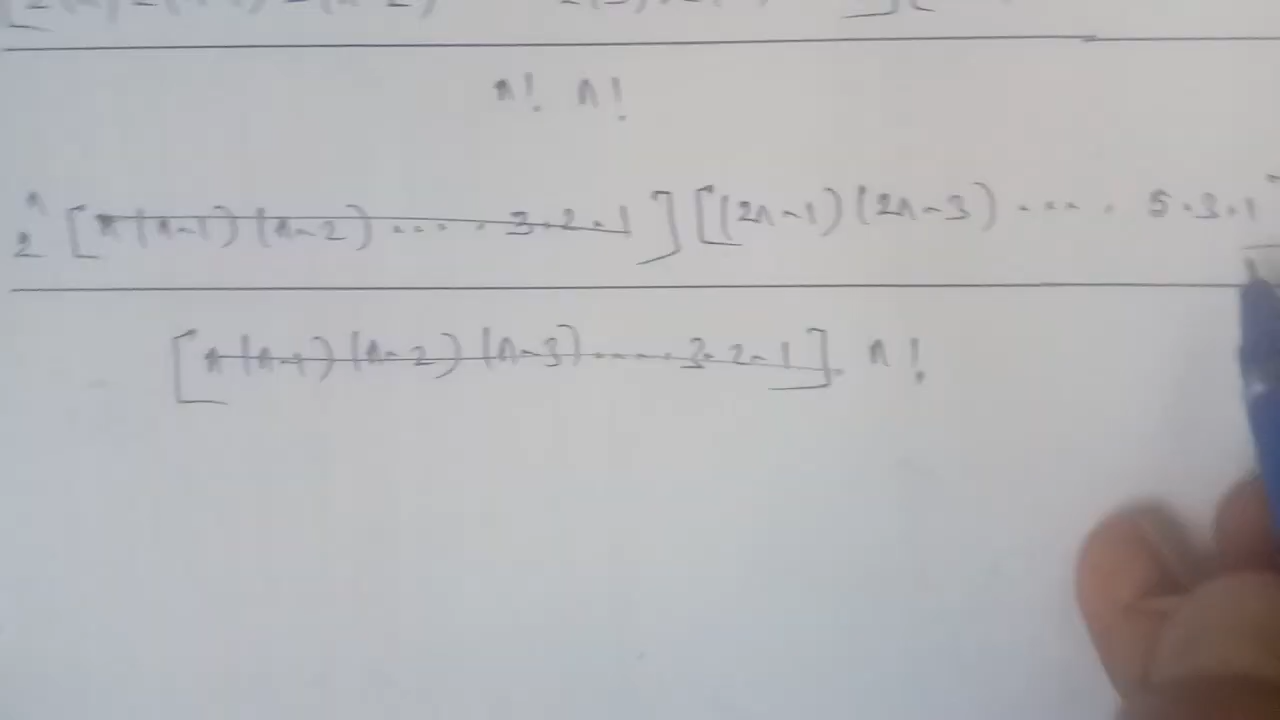 n! n!
2^n [n(n-1)(n-2) .... 3.2.1] [(2n-1)(2n-3) .... 5.3.1
[n(n-1)(n-2)(n-3) .... 3.2.1]. n!